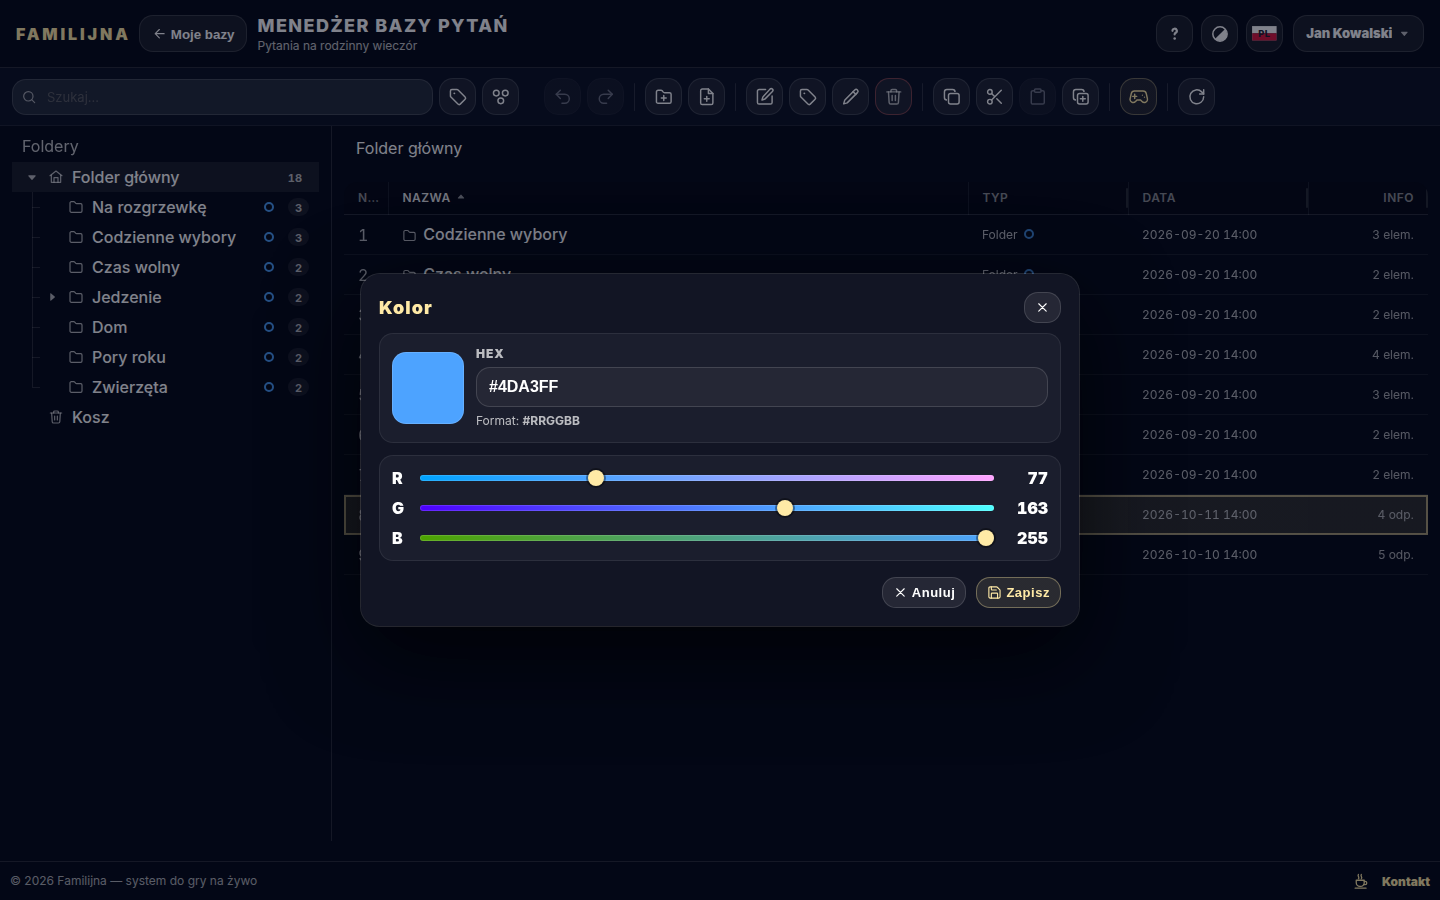 FAMILIJNA
Moje bazy
MENEDŻER BAZY PYTAŃ
Pytania na rodzinny wieczór
?
PL
Jan Kowalski
Szukaj...
Foldery
Folder główny 18
Na rozgrzewkę 3
Codzienne wybory 3
Czas wolny 2
Jedzenie 2
Dom 2
Pory roku 2
Zwierzęta 2
Kosz
Folder główny
N... NAZWA TYP DATA INFO
1 Codzienne wybory Folder 2026-09-20 14:00 3 elem.
2 Czas wolny Folder 2026-09-20 14:00 2 elem.
2026-09-20 14:00 2 elem.
2026-09-20 14:00 4 elem.
2026-09-20 14:00 3 elem.
2026-09-20 14:00 2 elem.
2026-09-20 14:00 2 elem.
2026-10-11 14:00 4 odp.
2026-10-10 14:00 5 odp.
Kolor
HEX
#4DA3FF
Format: #RRGGBB
R 77
G 163
B 255
Anuluj
Zapisz
© 2026 Familijna — system do gry na żywo
Kontakt